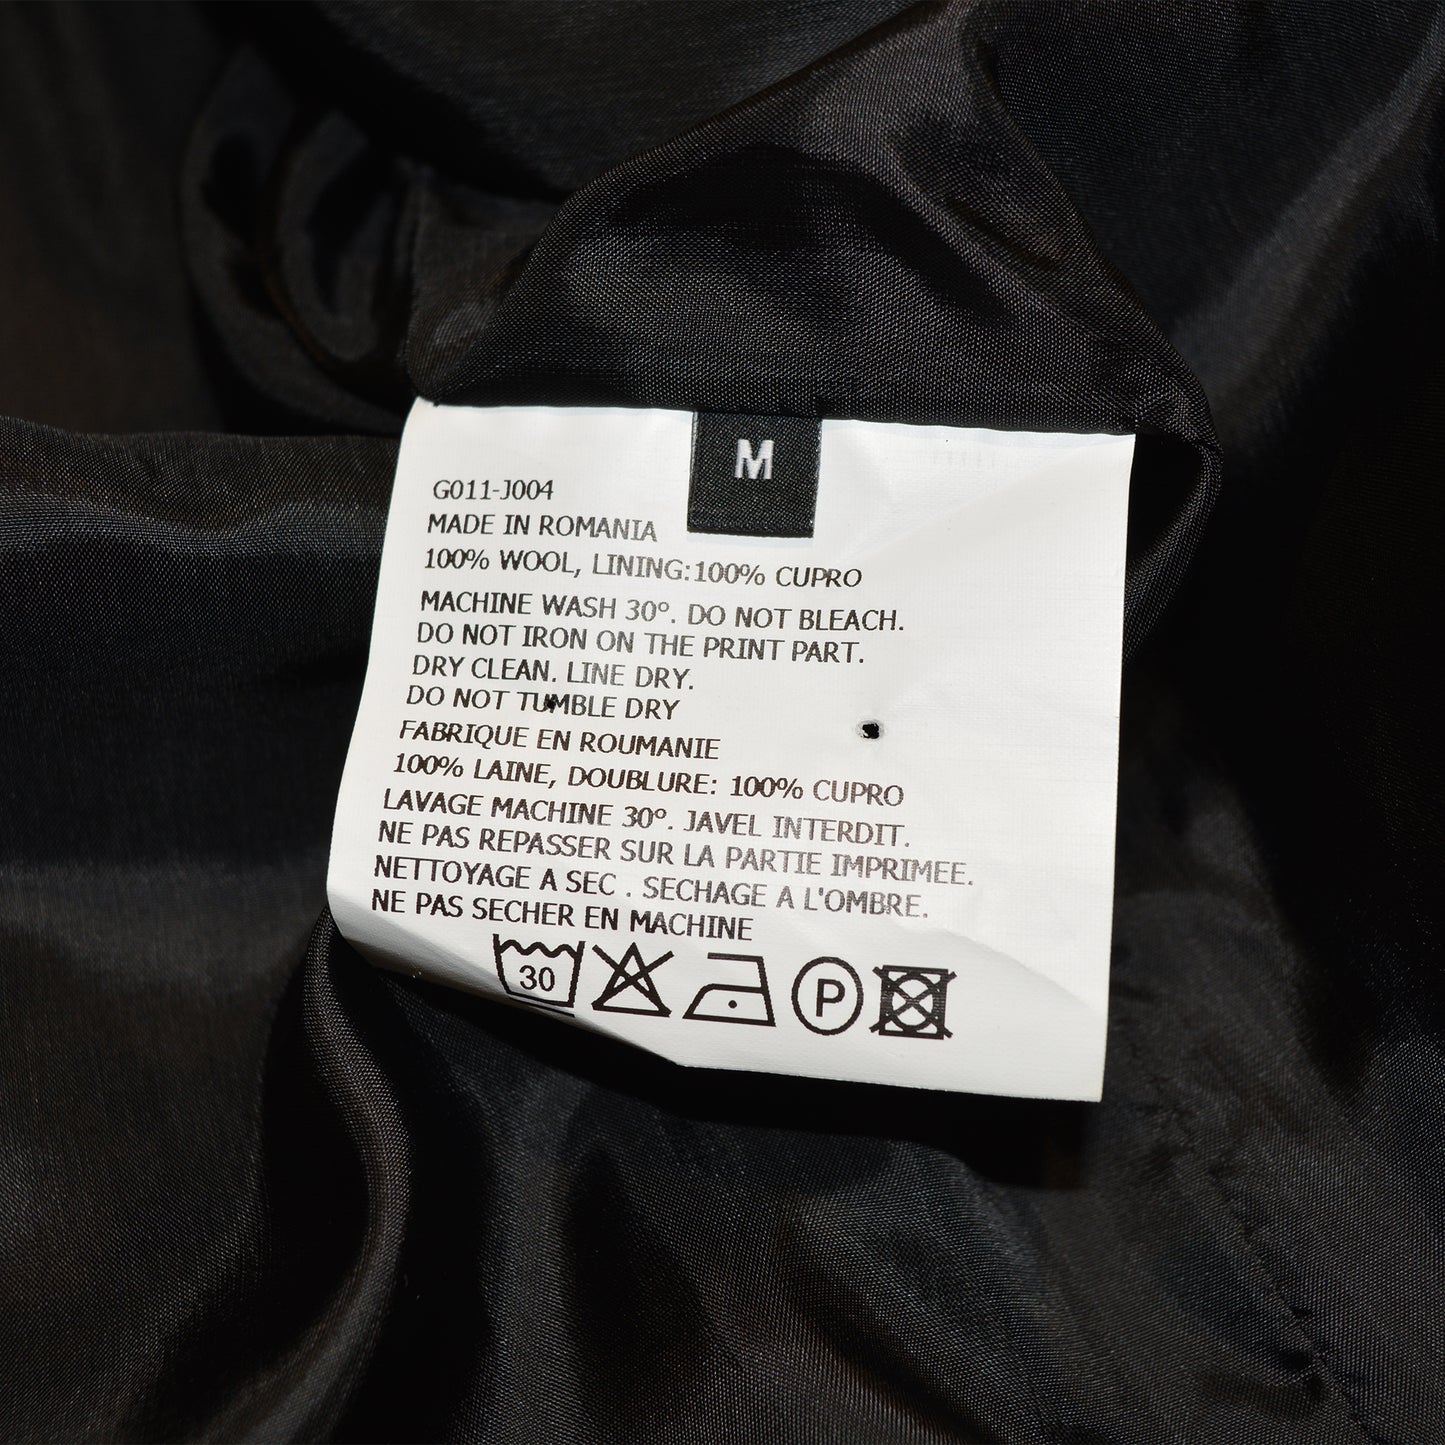 M
G011-J004
MADE IN ROMANIA
100% WOOL, LINING:100% CUPRO
MACHINE WASH 30°. DO NOT BLEACH.
DO NOT IRON ON THE PRINT PART.
DRY CLEAN. LINE DRY.
DO NOT TUMBLE DRY
FABRIQUE EN ROUMANIE
100% LAINE, DOUBLURE: 100% CUPRO
LAVAGE MACHINE 30°. JAVEL INTERDIT.
NE PAS REPASSER SUR LA PARTIE IMPRIMEE.
NETTOYAGE A SEC . SECHAGE A L'OMBRE.
NE PAS SECHER EN MACHINE
30 P